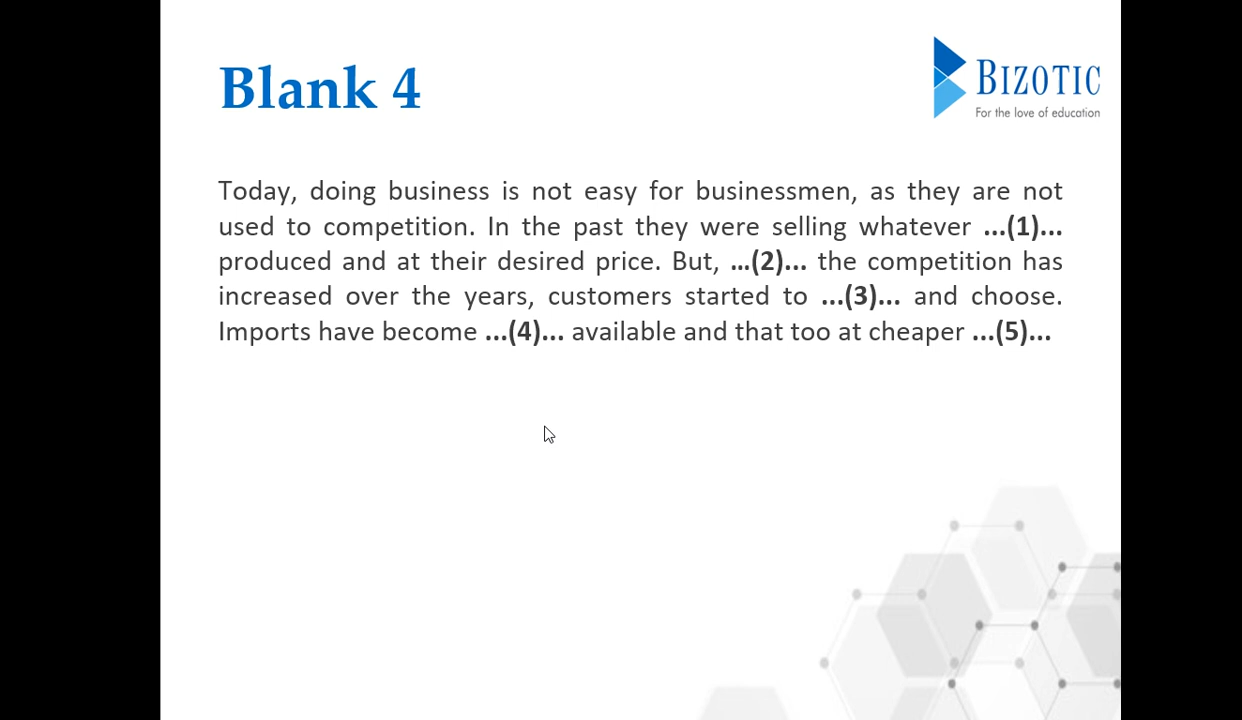 Blank 4
BIZOTIC
For the love of education
Today, doing business is not easy for businessmen, as they are not
used to competition. In the past they were selling whatever ...(1)...
produced and at their desired price. But, ...(2)... the competition has
increased over the years, customers started to ...(3)... and choose.
Imports have become ...(4)... available and that too at cheaper ...(5)...